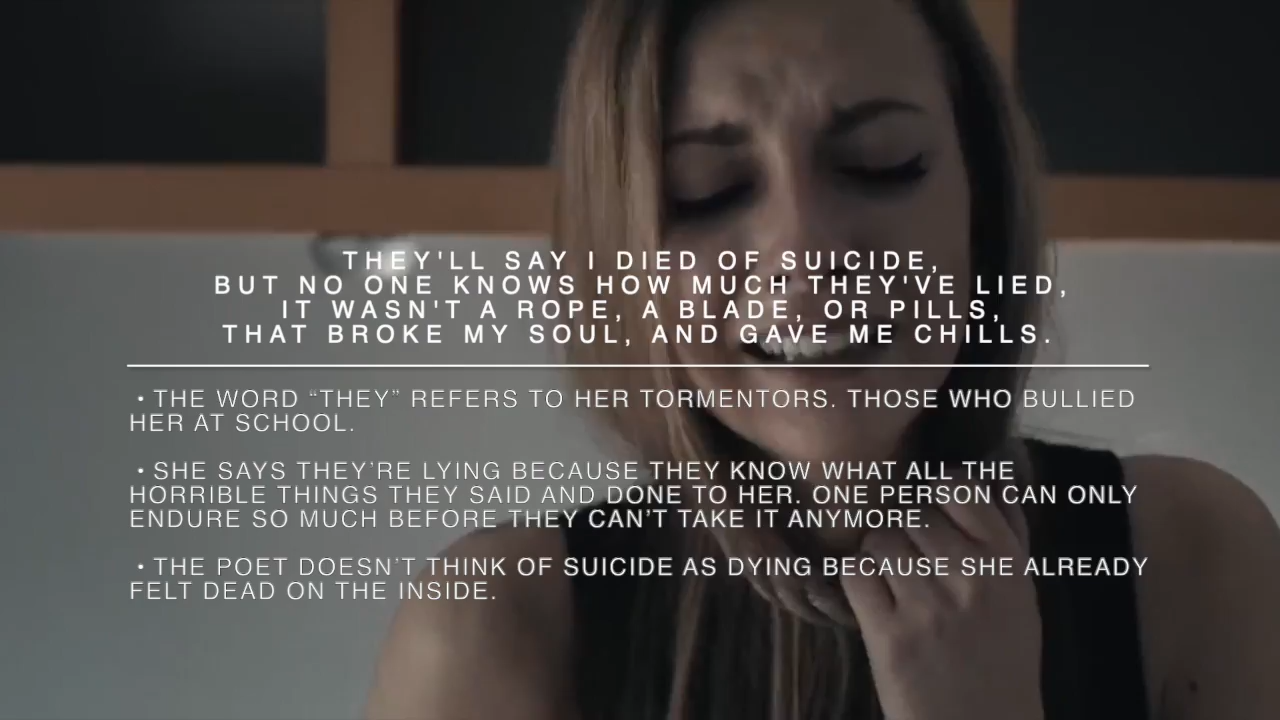 THEY'LL SAY I DIED OF SUICIDE,
BUT NO ONE KNOWS HOW MUCH THEY'VE LIED,
IT WASN'T A ROPE, A BLADE, OR PILLS,
THAT BROKE MY SOUL, AND GAVE ME CHILLS.
• THE WORD “THEY” REFERS TO HER TORMENTORS. THOSE WHO BULLIED
HER AT SCHOOL.
• SHE SAYS THEY’RE LYING BECAUSE THEY KNOW WHAT ALL THE
HORRIBLE THINGS THEY SAID AND DONE TO HER. ONE PERSON CAN ONLY
ENDURE SO MUCH BEFORE THEY CAN’T TAKE IT ANYMORE.
• THE POET DOESN’T THINK OF SUICIDE AS DYING BECAUSE SHE ALREADY
FELT DEAD ON THE INSIDE.